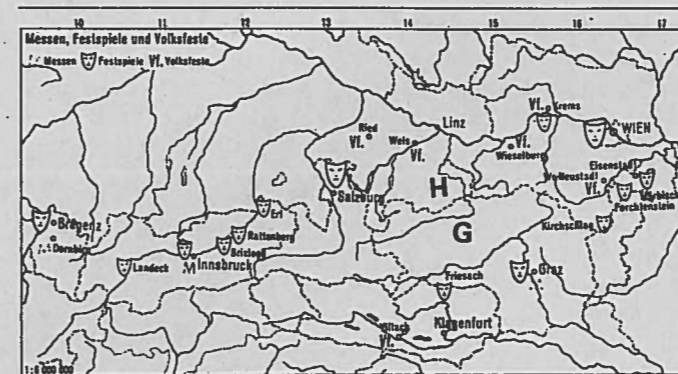 10 11 12 13 14 15 16 17
Messen, Festspiele und Volksfeste
Messen Festspiele Vf. Volksfeste
Linz
Vf. Krems
Ried
Vf.
Wels
Vf.
Vf.
Wieselburg
WIEN
Eisenstadt
Wr. Neustadt
Vf.
Mörbisch
Forchtenstein
Kirchschlag
H
G
Salzburg
Erl
Rattenberg
Brixlegg
Bregenz
Dornbirn
Landeck
M Innsbruck
Friesach
Graz
Villach
Vf.
Klagenfurt
1:6 000 000